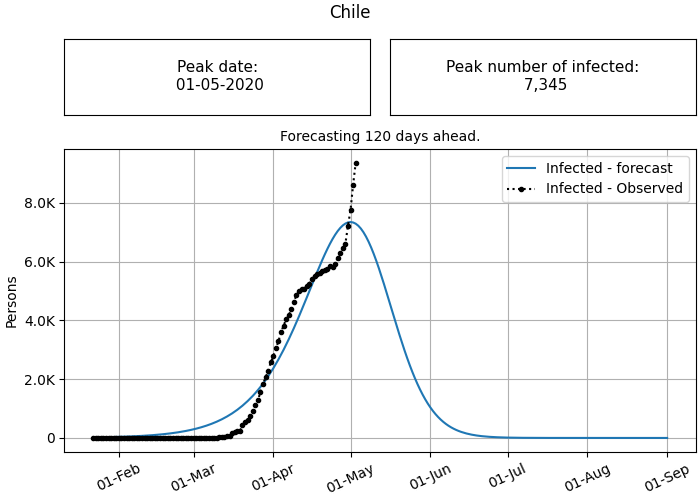 Chile
Peak date:
01-05-2020
Peak number of infected:
7,345
Forecasting 120 days ahead.
Infected - forecast
Infected - Observed
Persons
8.0K
6.0K
4.0K
2.0K
0
01-Feb
01-Mar
01-Apr
01-May
01-Jun
01-Jul
01-Aug
01-Sep